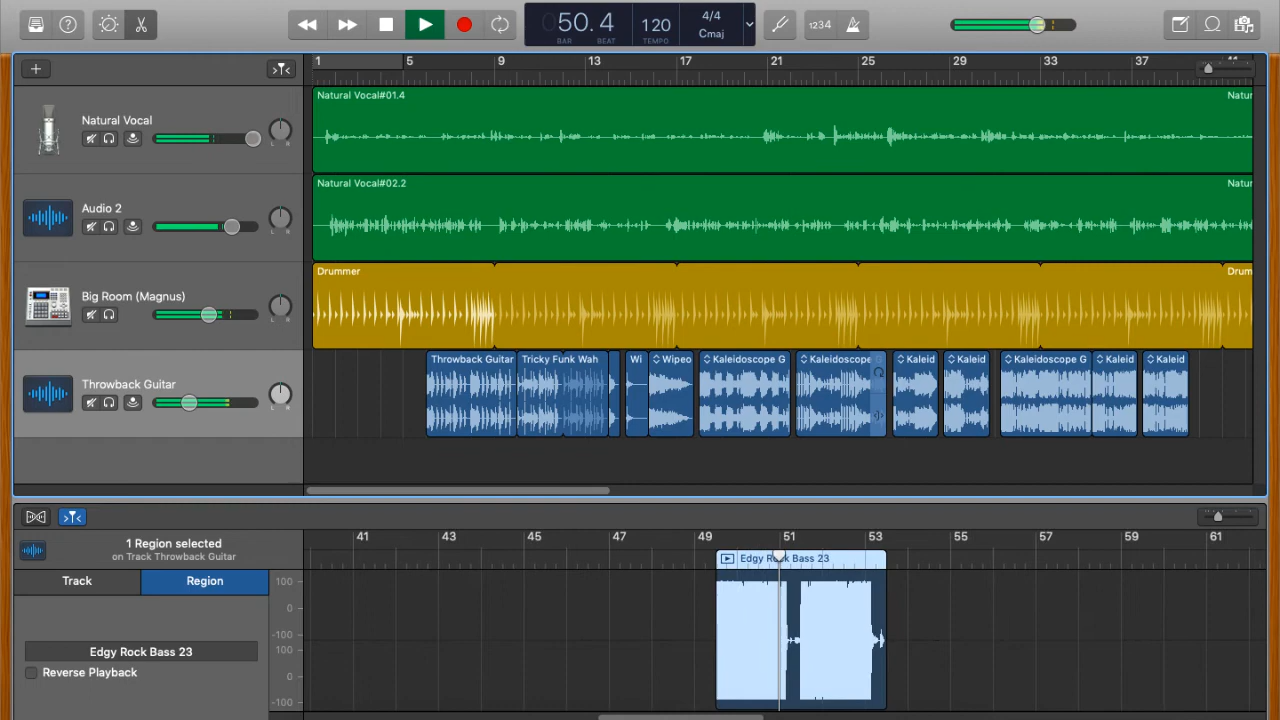 50.4
BAR BEAT
120
TEMPO
4/4
Cmaj
1234
1 5 9 13 17 21 25 29 33 37
Natural Vocal
L R
Natural Vocal#01.4
Natur
Audio 2
L R
Natural Vocal#02.2
Natur
Big Room (Magnus)
L R
Drummer
Drum
Throwback Guitar
L R
Throwback Guitar
Tricky Funk Wah
Wi
Wipeo
Kaleidoscope G
Kaleidoscope
Kaleid
Kaleid
Kaleidoscope G
Kaleid
Kaleid
1 Region selected
on Track Throwback Guitar
41 43 45 47 49 51 53 55 57 59 61
Edgy Rock Bass 23
Track
Region
100
0
-100
100
0
-100
Edgy Rock Bass 23
Reverse Playback